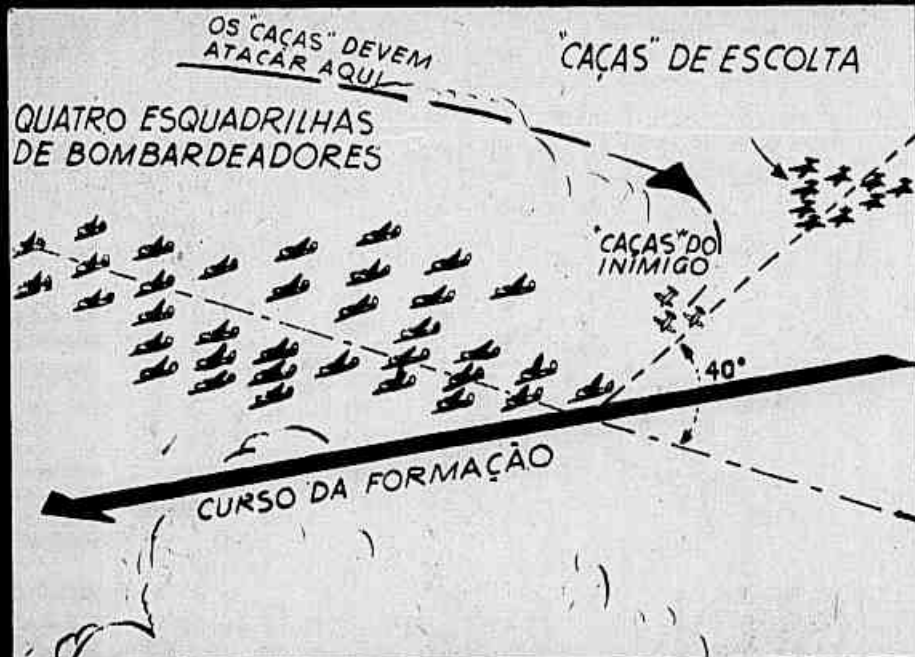 OS "CAÇAS" DEVEM
ATACAR AQUI
"CAÇAS" DE ESCOLTA
QUATRO ESQUADRILHAS
DE BOMBARDEADORES
"CAÇAS" DO
INIMIGO
40°
CURSO DA FORMAÇÃO